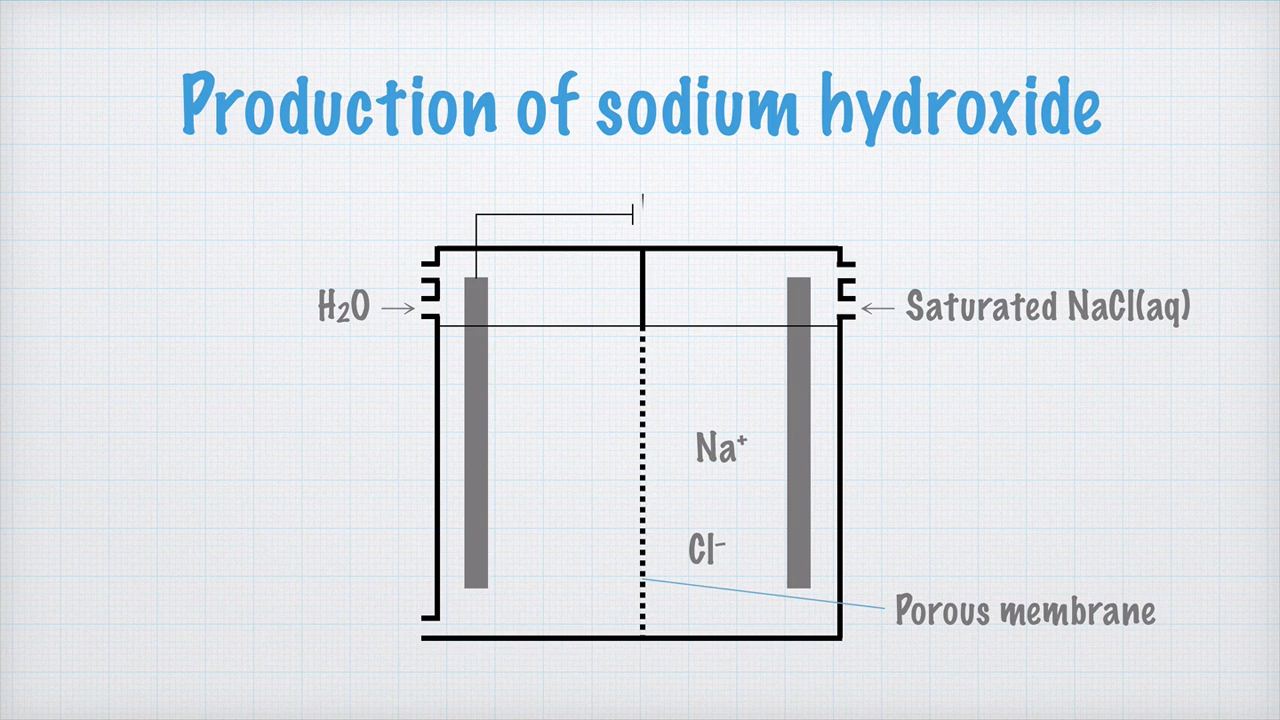 Production of sodium hydroxide
H₂O
Saturated NaCl(aq)
Na⁺
Cl⁻
Porous membrane